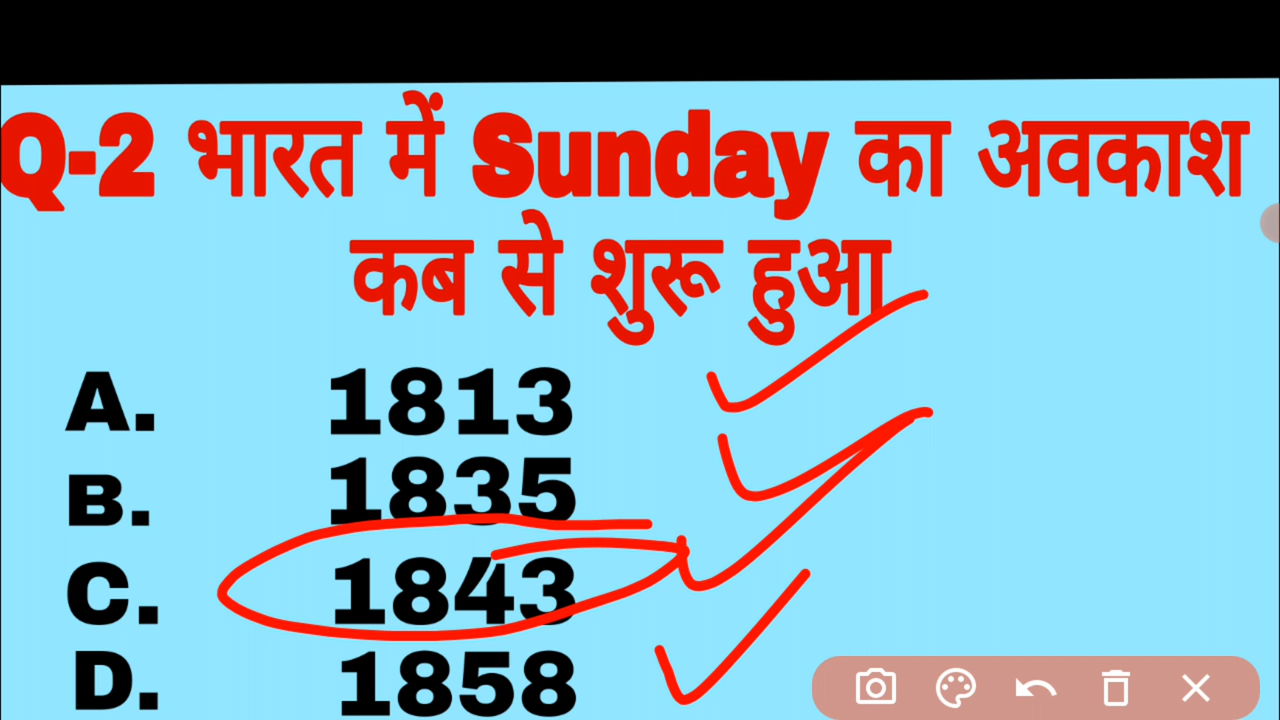 Q-2 भारत में Sunday का अवकाश
कब से शुरू हुआ
A. 1813
B. 1835
C. 1843
D. 1858